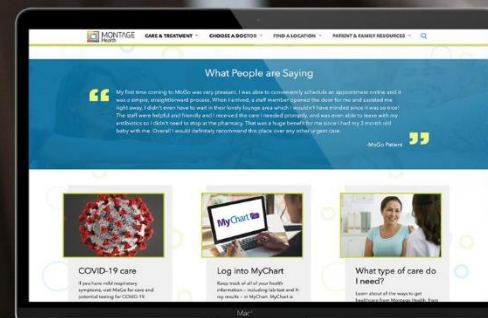 MONTAGE
Health
CARE & TREATMENT
CHOOSE A DOCTOR
FIND A LOCATION
PATIENT & FAMILY RESOURCES
What People are Saying
My first time coming to MoGo was very pleasant. I was able to conveniently schedule an appointment online and it
was a simple, straightforward process. When I arrived, a staff member opened the door for me and assisted me
right away. I didn't even have to wait in their lovely lounge area which I wouldn't have minded since it was so nice!
The staff were helpful and friendly and I received the care I needed promptly, and was even able to leave with my
antibiotics so I didn't need to stop at the pharmacy. That was a huge benefit for me since I had my 3 month old
baby with me. Overall I would definitely recommend this place over any other urgent care.
-MoGo Patient
MyChart
COVID-19 care
Log into MyChart
What type of care do
I need?
If you have mild respiratory
symptoms, visit MoGo for care and
potential testing for COVID-19
Keep track of all of your health
information – including lab test and X-
ray results – in MyChart. MyChart is
Learn about all the ways to get
healthcare from Montage Health, from
Mac